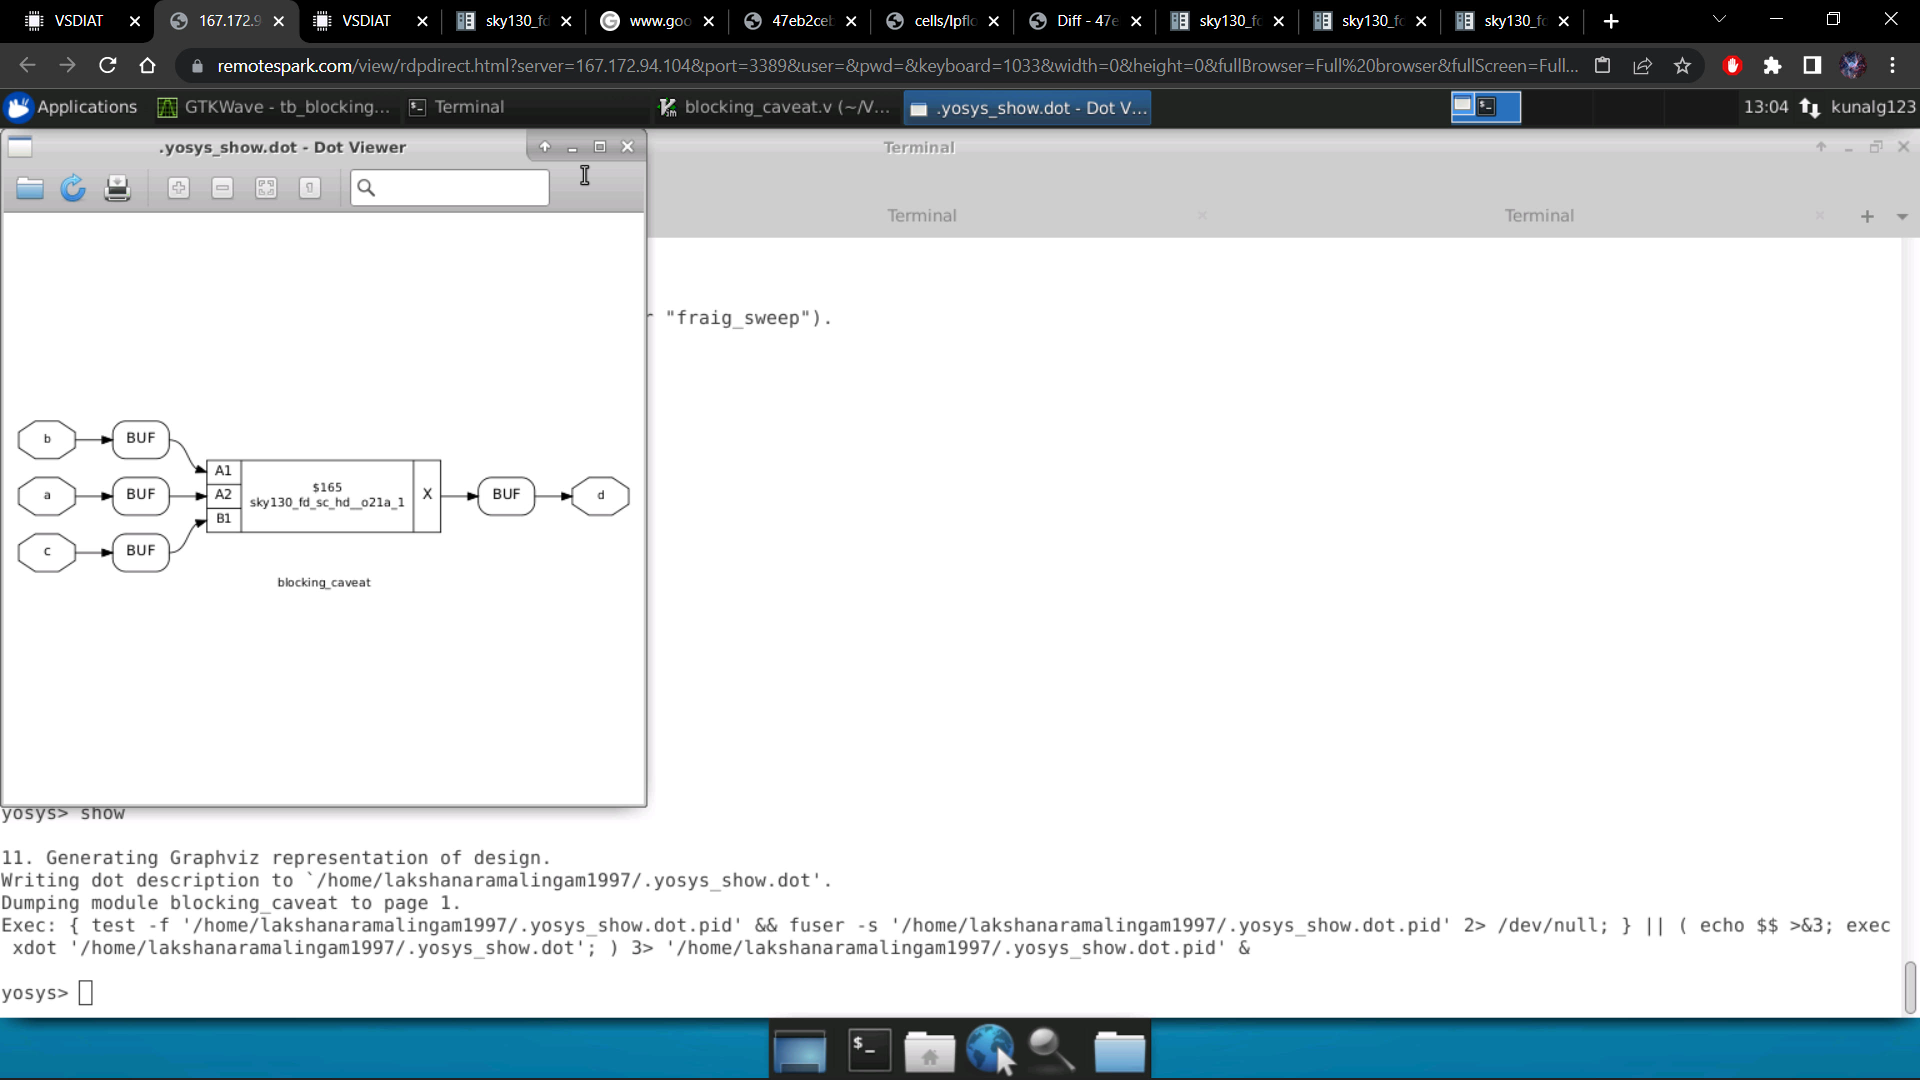 VSDIAT
167.172.9
VSDIAT
sky130_fd
www.goo
47eb2ceb
cells/lpflo
Diff - 47e
sky130_fd
sky130_fd
sky130_fd
remotespark.com/view/rdpdirect.html?server=167.172.94.104&port=3389&user=&pwd=&keyboard=1033&width=0&height=0&fullBrowser=Full%20browser&fullScreen=Full...
Applications
GTKWave - tb_blocking...
Terminal
blocking_caveat.v (~/V...
.yosys_show.dot - Dot V...
13:04
kunalg123
.yosys_show.dot - Dot Viewer
Terminal
Terminal
Terminal
r "fraig_sweep").
b
BUF
a
BUF
c
BUF
A1
A2
B1
$165
sky130_fd_sc_hd__o21a_1
X
BUF
d
blocking_caveat
yosys> show
11. Generating Graphviz representation of design.
Writing dot description to `/home/lakshanaramalingam1997/.yosys_show.dot'.
Dumping module blocking_caveat to page 1.
Exec: { test -f '/home/lakshanaramalingam1997/.yosys_show.dot.pid' && fuser -s '/home/lakshanaramalingam1997/.yosys_show.dot.pid' 2> /dev/null; } || ( echo $$ >&3; exec
xdot '/home/lakshanaramalingam1997/.yosys_show.dot'; ) 3> '/home/lakshanaramalingam1997/.yosys_show.dot.pid' &
yosys>